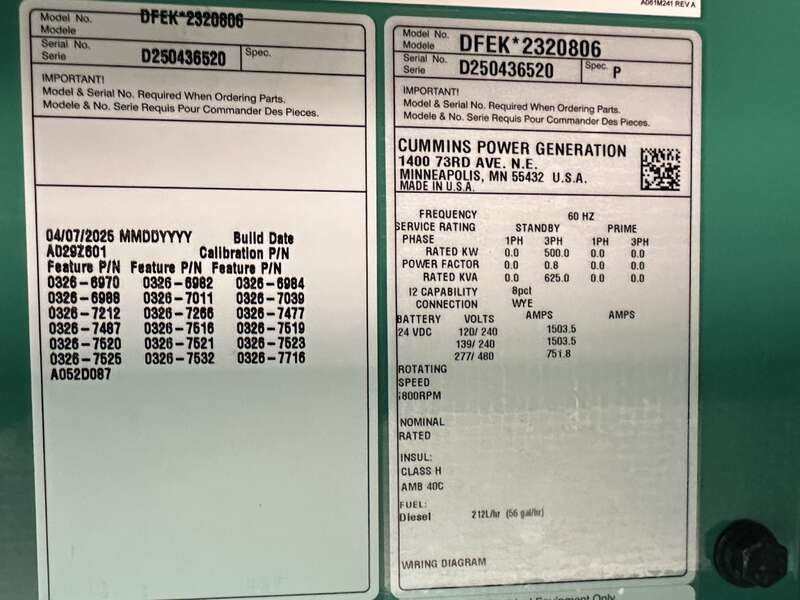 A061M241 REV A
Model No.
Modele
DFEK*2320806
Serial No.
Serie
D250436520
Spec.
IMPORTANT!
Model & Serial No. Required When Ordering Parts.
Modele & No. Serie Requis Pour Commander Des Pieces.
04/07/2025 MMDDYYYY Build Date
A029Z601 Calibration P/N
Feature P/N Feature P/N Feature P/N
0326-6970 0326-6982 0326-6984
0326-6988 0326-7011 0326-7039
0326-7212 0326-7266 0326-7477
0326-7487 0326-7516 0326-7519
0326-7520 0326-7521 0326-7523
0326-7525 0326-7532 0326-7716
A052D087
Model No.
Modele
DFEK*2320806
Serial No.
Serie
D250436520
Spec. P
IMPORTANT!
Model & Serial No. Required When Ordering Parts.
Modele & No. Serie Requis Pour Commander Des Pieces.
CUMMINS POWER GENERATION
1400 73RD AVE. N.E.
MINNEAPOLIS, MN 55432 U.S.A.
MADE IN U.S.A.
FREQUENCY 60 HZ
SERVICE RATING STANDBY PRIME
PHASE 1PH 3PH 1PH 3PH
RATED KW 0.0 500.0 0.0 0.0
POWER FACTOR 0.0 0.8 0.0 0.0
RATED KVA 0.0 625.0 0.0 0.0
I2 CAPABILITY 8pct
CONNECTION WYE
BATTERY VOLTS AMPS AMPS
24 VDC 120/ 240 1503.5
139/ 240 1503.5
277/ 480 751.8
ROTATING
SPEED
1800RPM
NOMINAL
RATED
INSUL:
CLASS H
AMB 40C
FUEL:
Diesel 212L/hr (56 gal/hr)
WIRING DIAGRAM
Equipment Only